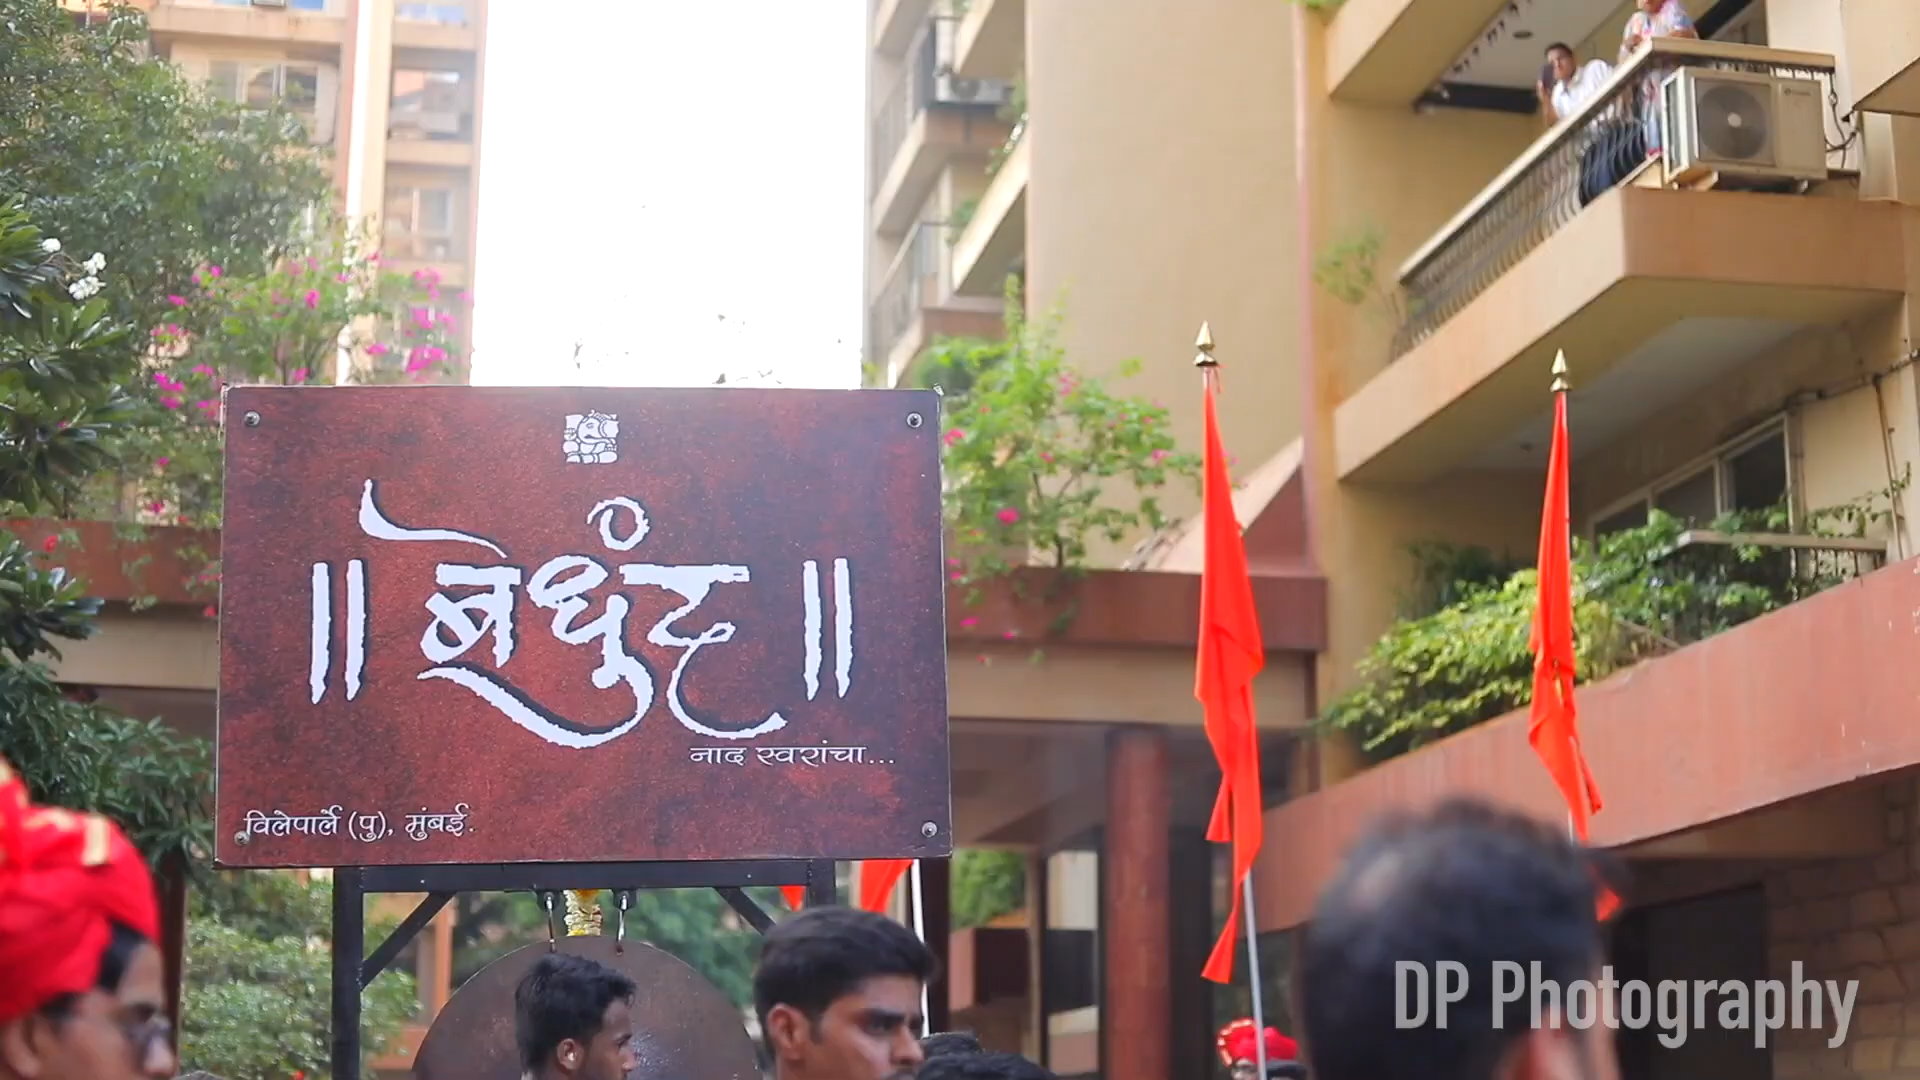 ॥ बेधुंद ॥
नाद स्वरांचा...
विलेपार्ले (पु), मुंबई.
DP Photography